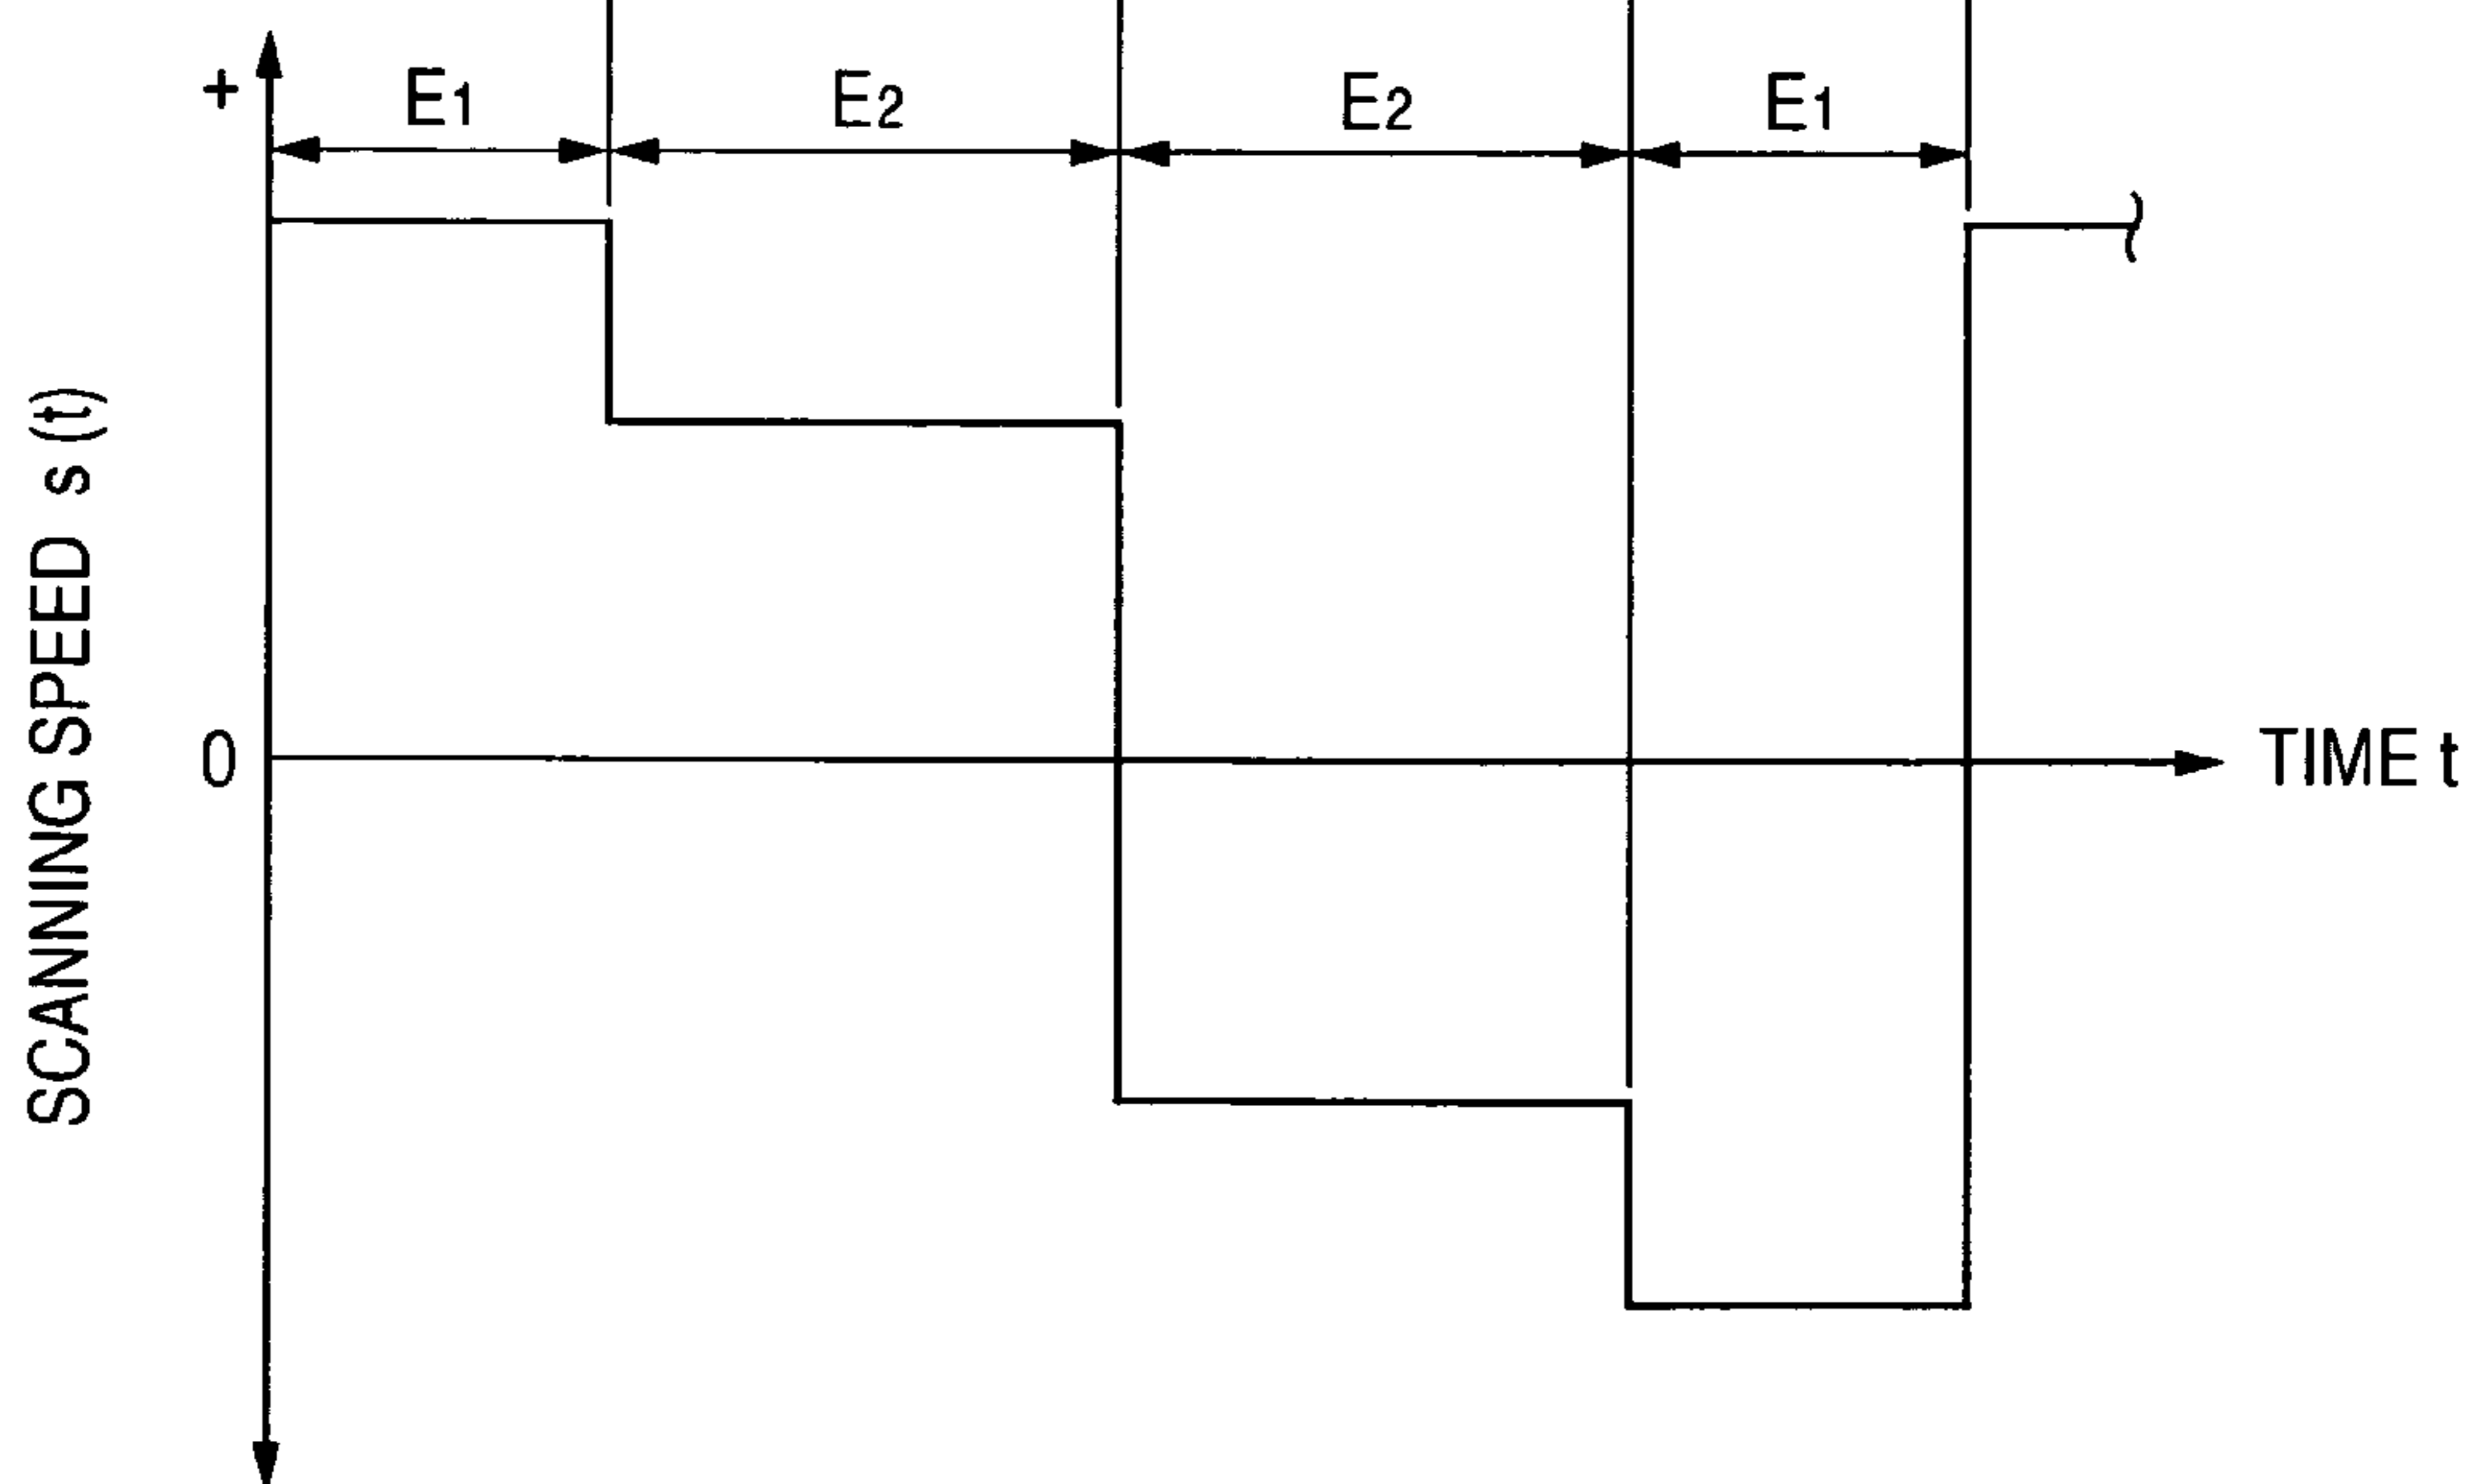 +
E1
E2
E2
E1
SCANNING SPEED s (t)
0
TIME t